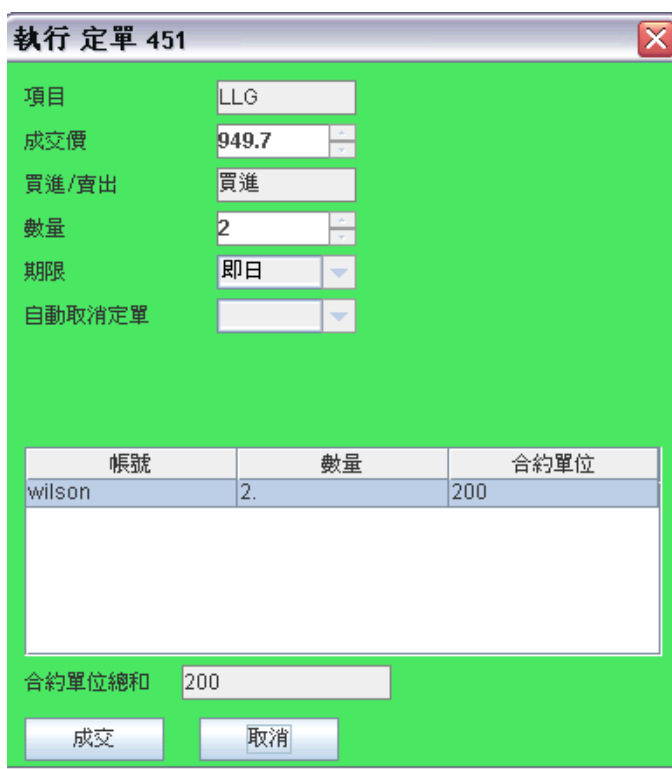 執行 定單 451
項目 LLG
成交價 949.7
買進/賣出 買進
數量 2
期限 即日
自動取消定單
帳號 數量 合約單位
wilson 2. 200
合約單位總和 200
成交 取消